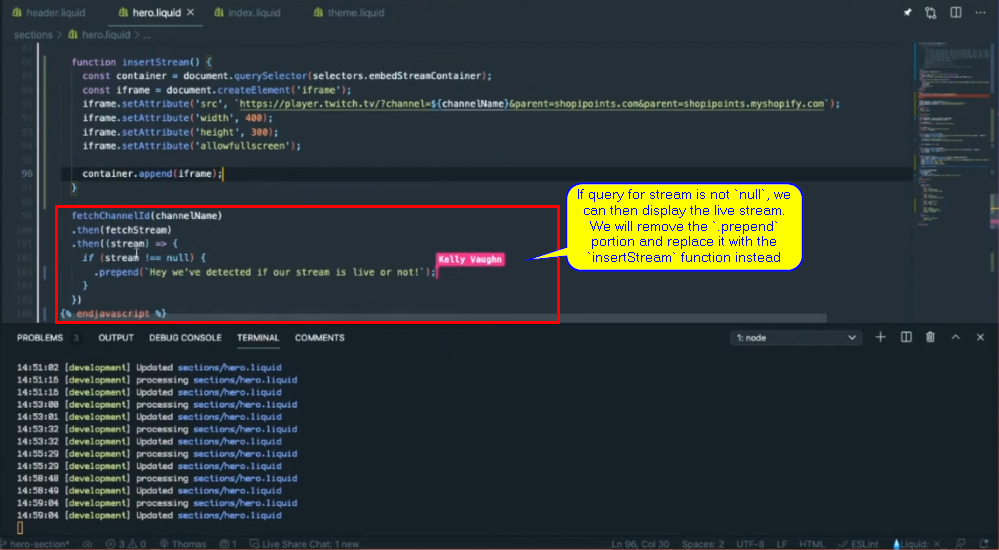 header.liquid
hero.liquid
index.liquid
theme.liquid
sections > hero.liquid > ...
function insertStream() {
const container = document.querySelector(selectors.embedStreamContainer);
const iframe = document.createElement('iframe');
iframe.setAttribute('src', `https://player.twitch.tv/?channel=${channelName}&parent=shopipoints.com&parent=shopipoints.myshopify.com`);
iframe.setAttribute('width', 400);
iframe.setAttribute('height', 300);
iframe.setAttribute('allowfullscreen');
96 container.append(iframe);
}
fetchChannelId(channelName)
.then(fetchStream)
.then((stream) => {
if (stream !== null) {
.prepend(`Hey we've detected if our stream is live or not!`);
}
})
{% endjavascript %}
Kelly Vaughn
If query for stream is not `null`, we
can then display the live stream.
We will remove the `.prepend`
portion and replace it with the
`insertStream` function instead
PROBLEMS 3 OUTPUT DEBUG CONSOLE TERMINAL COMMENTS
1: node
14:51:02 [development] Updated sections/hero.liquid
14:51:16 [development] processing sections/hero.liquid
14:51:16 [development] Updated sections/hero.liquid
14:53:00 [development] processing sections/hero.liquid
14:53:01 [development] Updated sections/hero.liquid
14:53:32 [development] processing sections/hero.liquid
14:53:32 [development] Updated sections/hero.liquid
14:55:29 [development] processing sections/hero.liquid
14:55:29 [development] Updated sections/hero.liquid
14:58:48 [development] processing sections/hero.liquid
14:58:49 [development] Updated sections/hero.liquid
14:59:04 [development] processing sections/hero.liquid
14:59:04 [development] Updated sections/hero.liquid
hero-section* 3 0 Thomas 1 Live Share Chat: 1 new Ln 96, Col 30 Spaces: 2 UTF-8 LF HTML ESLint Liquid: